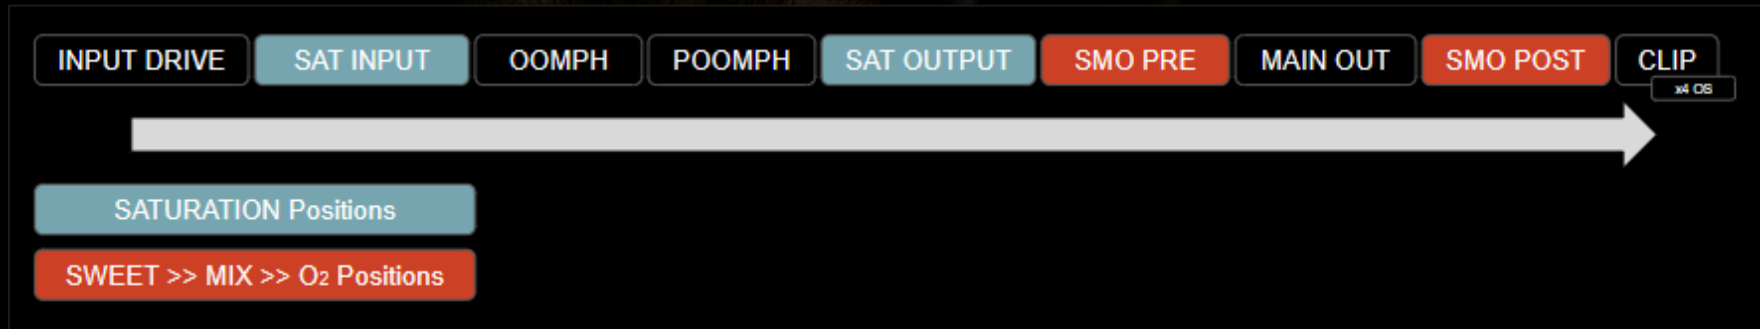 INPUT DRIVE SAT INPUT OOMPH POOMPH SAT OUTPUT SMO PRE MAIN OUT SMO POST CLIP
x4 OS
SATURATION Positions
SWEET >> MIX >> O2 Positions